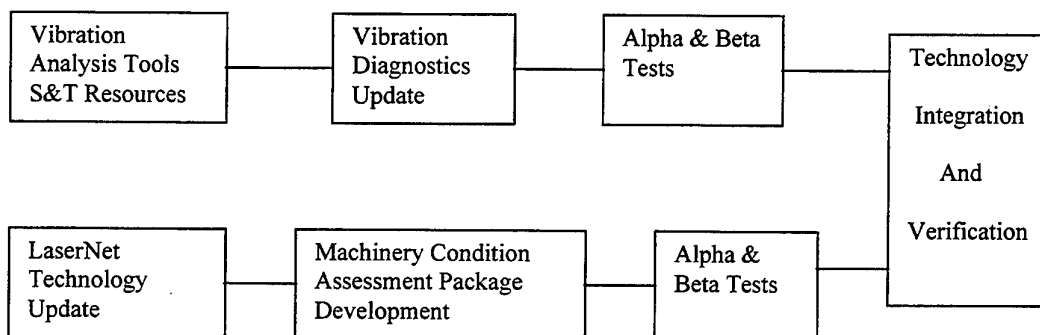 Vibration
Analysis Tools
S&T Resources
Vibration
Diagnostics
Update
Alpha & Beta
Tests
Technology
Integration
And
Verification
LaserNet
Technology
Update
Machinery Condition
Assessment Package
Development
Alpha &
Beta Tests